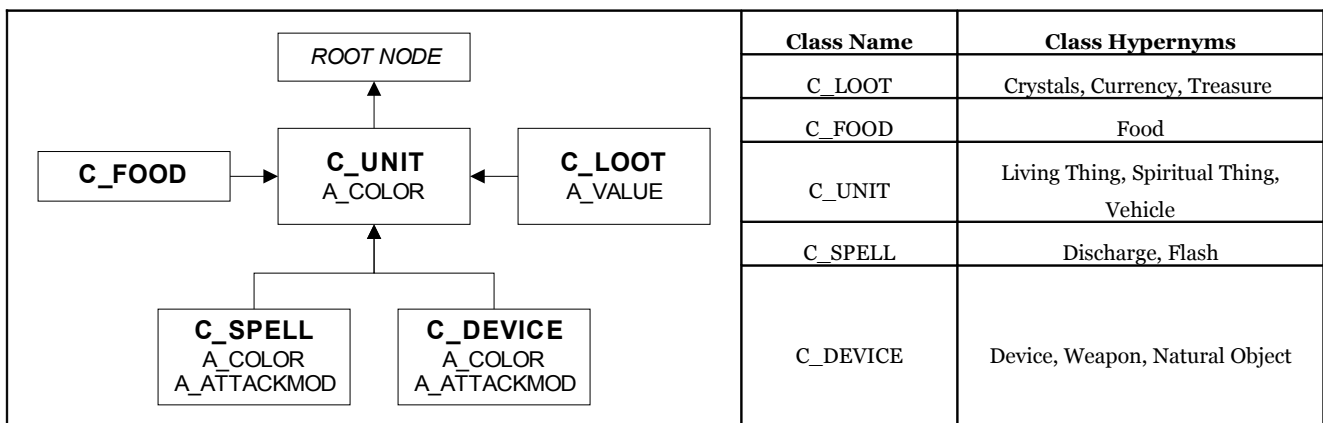 ROOT NODE
C_FOOD
C_UNIT
A_COLOR
C_LOOT
A_VALUE
C_SPELL
A_COLOR
A_ATTACKMOD
C_DEVICE
A_COLOR
A_ATTACKMOD
Class Name Class Hypernyms
C_LOOT Crystals, Currency, Treasure
C_FOOD Food
C_UNIT Living Thing, Spiritual Thing,
Vehicle
C_SPELL Discharge, Flash
C_DEVICE Device, Weapon, Natural Object